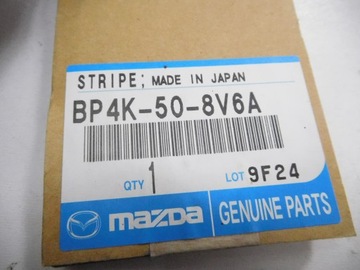 STRIPE; MADE IN JAPAN
BP4K-50-8V6A
QTY 1 LOT 9F24
mazda GENUINE PARTS